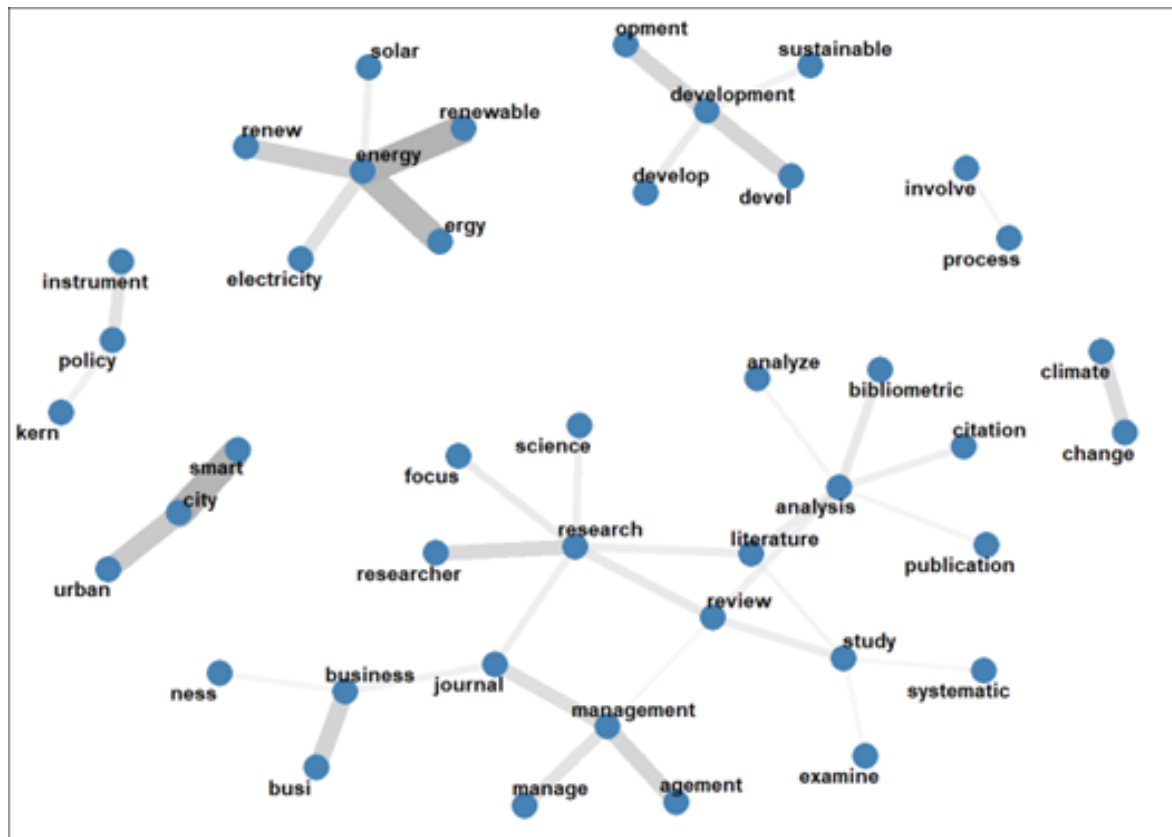 opment
solar
sustainable
development
renewable
renew
energy
develop
devel
involve
ergy
process
electricity
instrument
policy
analyze
climate
bibliometric
kern
science
citation
change
smart
focus
city
analysis
research
literature
publication
researcher
urban
review
study
ness
business
journal
systematic
management
busi
manage
agement
examine